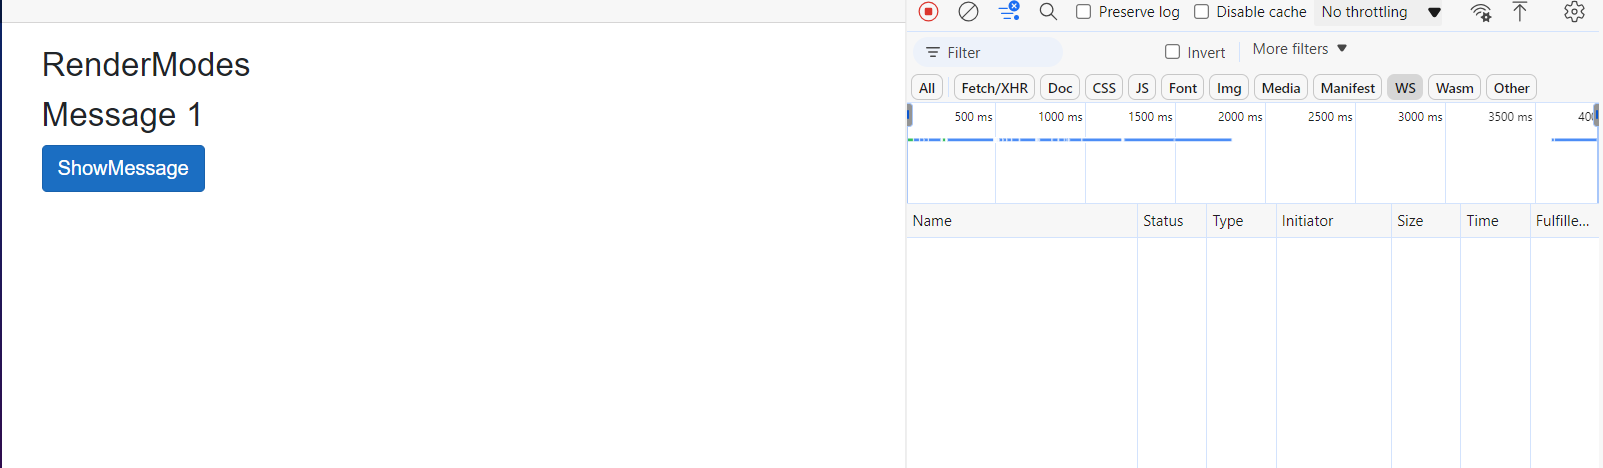 RenderModes
Message 1
ShowMessage
Preserve log
Disable cache
No throttling
Filter
Invert
More filters
All
Fetch/XHR
Doc
CSS
JS
Font
Img
Media
Manifest
WS
Wasm
Other
500 ms
1000 ms
1500 ms
2000 ms
2500 ms
3000 ms
3500 ms
400
Name
Status
Type
Initiator
Size
Time
Fulfille...